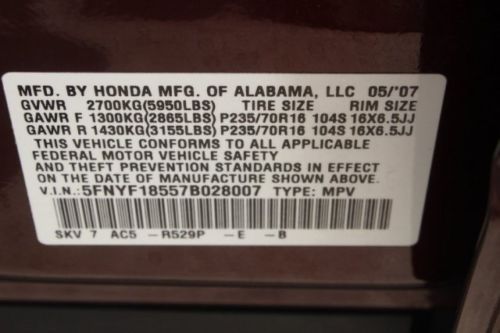 MFD. BY HONDA MFG. OF ALABAMA, LLC 05/'07
GVWR 2700KG(5950LBS) TIRE SIZE RIM SIZE
GAWR F 1300KG(2865LBS) P235/70R16 104S 16X6.5JJ
GAWR R 1430KG(3155LBS) P235/70R16 104S 16X6.5JJ
THIS VEHICLE CONFORMS TO ALL APPLICABLE
FEDERAL MOTOR VEHICLE SAFETY
AND THEFT PREVENTION STANDARDS IN EFFECT ON
THE DATE OF MANUFACTURE SHOWN ABOVE.
V.I.N.: 5FNYF18557B028007 TYPE: MPV
SKV 7 AC5 -R529P -E -B